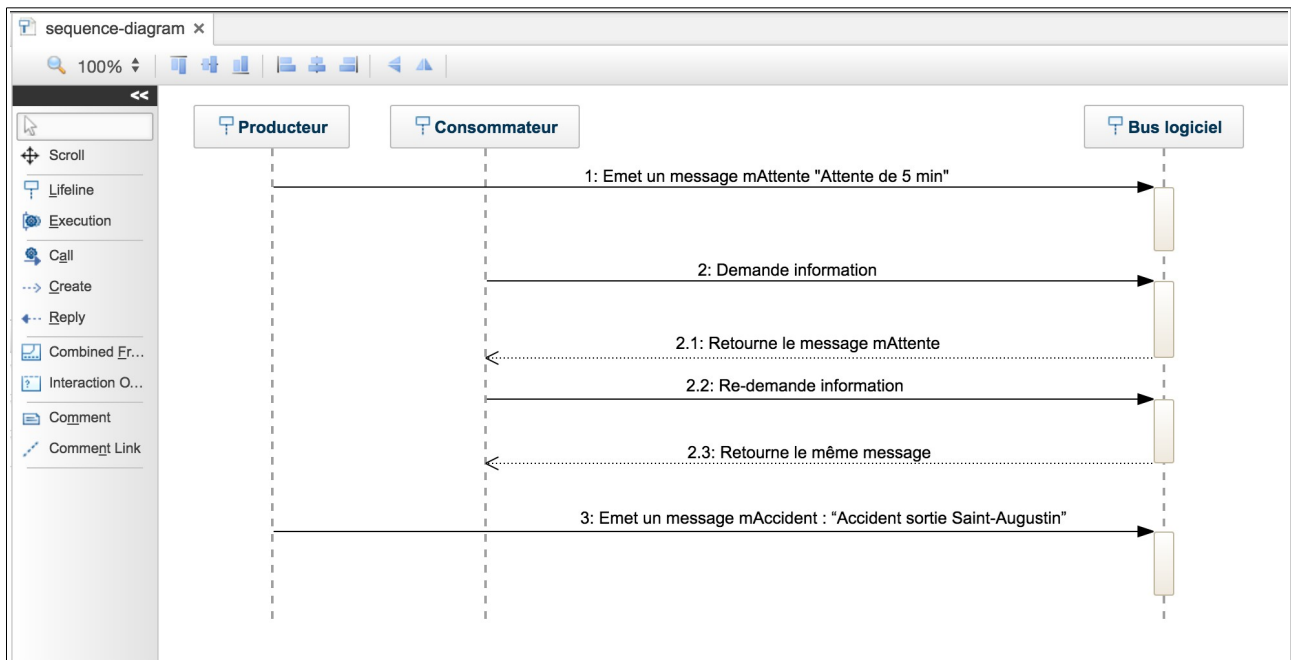 sequence-diagram ×
100%
<<
Scroll
Lifeline
Execution
Call
Create
Reply
Combined Fr...
Interaction O...
Comment
Comment Link
Producteur
Consommateur
Bus logiciel
1: Emet un message mAttente "Attente de 5 min"
2: Demande information
2.1: Retourne le message mAttente
2.2: Re-demande information
2.3: Retourne le même message
3: Emet un message mAccident : “Accident sortie Saint-Augustin”